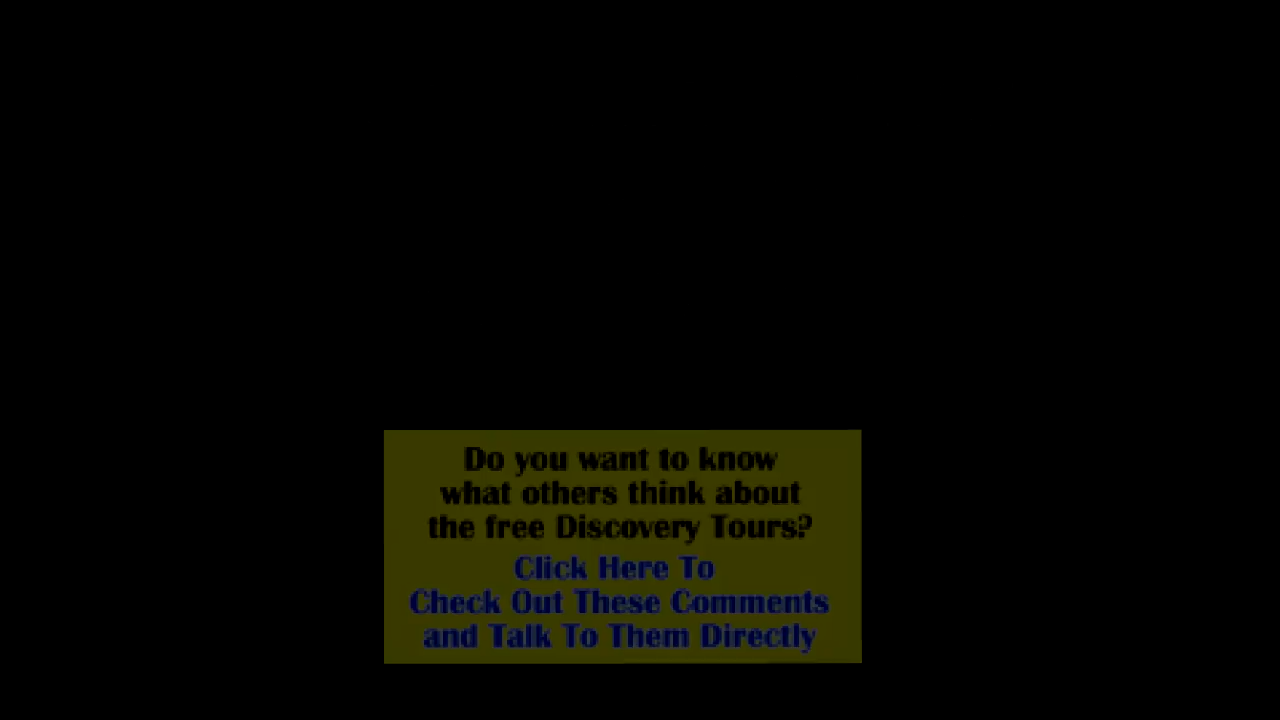 Do you want to know
what others think about
the free Discovery Tours?
Click Here To
Check Out These Comments
and Talk To Them Directly